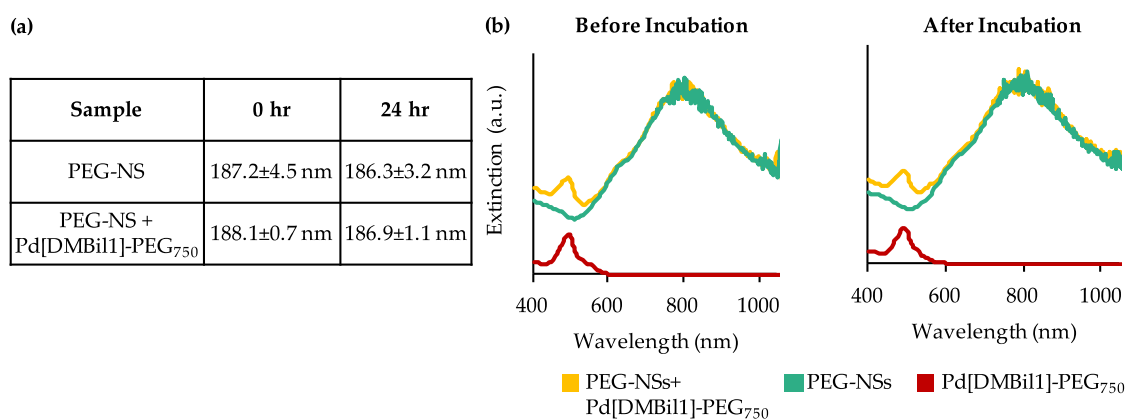 (a)
Sample 0 hr 24 hr
PEG-NS 187.2±4.5 nm 186.3±3.2 nm
PEG-NS +
Pd[DMBil1]-PEG750 188.1±0.7 nm 186.9±1.1 nm
(b)
Before Incubation
After Incubation
Extinction (a.u.)
400 600 800 1000
400 600 800 1000
Wavelength (nm)
Wavelength (nm)
PEG-NSs+
Pd[DMBil1]-PEG750
PEG-NSs
Pd[DMBil1]-PEG750